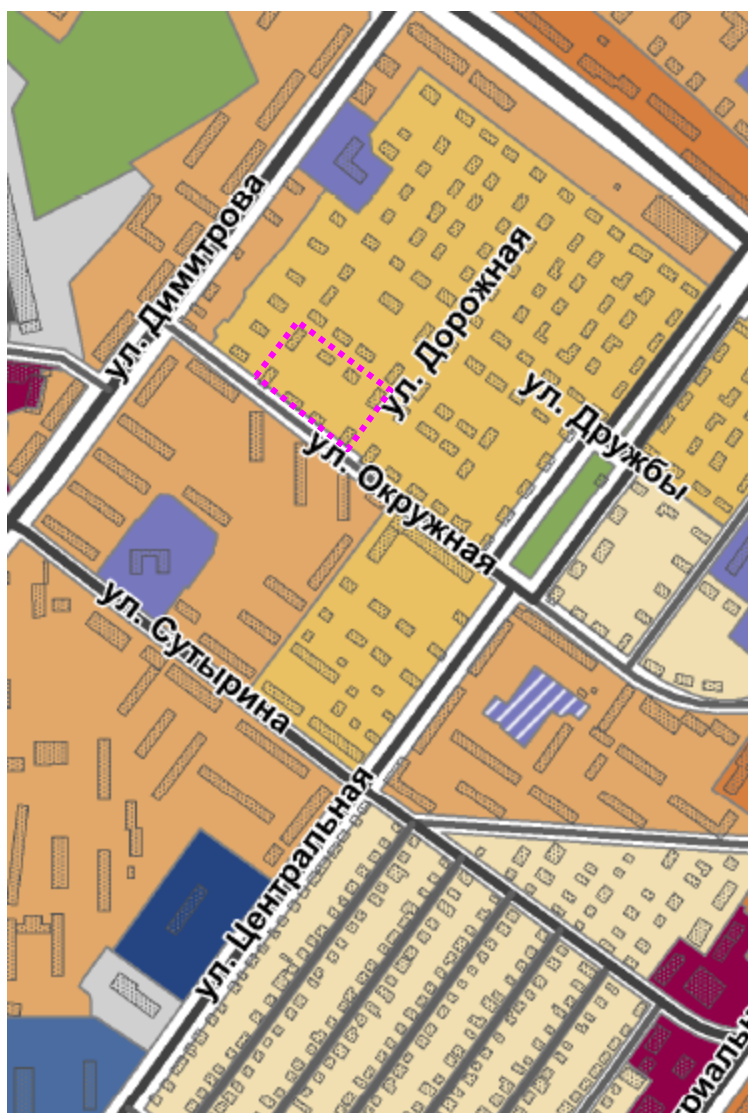 ул. Димитрова
ул. Дорожная
ул. Дружбы
ул. Окружная
ул. Сутырина
ул. Центральная